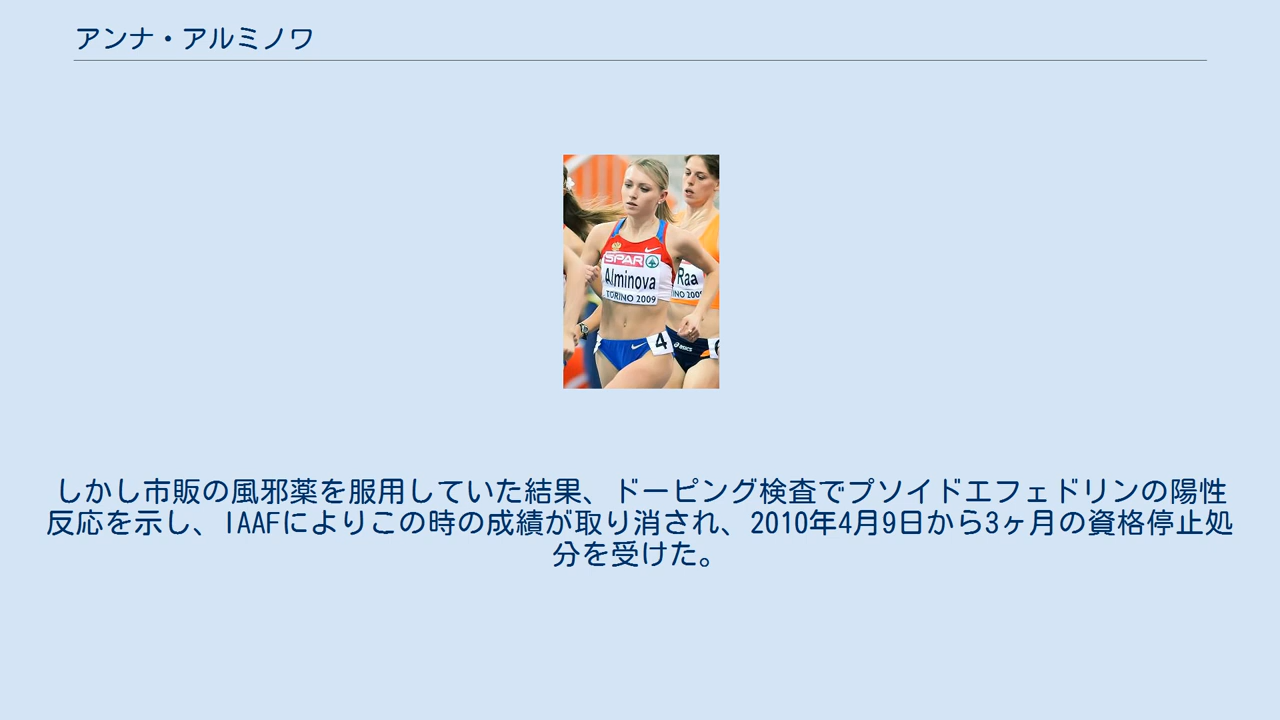 アンナ・アルミノワ
SPAR
Alminova
TORINO 2009
Raa
INO 2009
4
asics
しかし市販の風邪薬を服用していた結果、ドーピング検査でプソイドエフェドリンの陽性
反応を示し、IAAFによりこの時の成績が取り消され、2010年4月9日から3ヶ月の資格停止処
分を受けた。